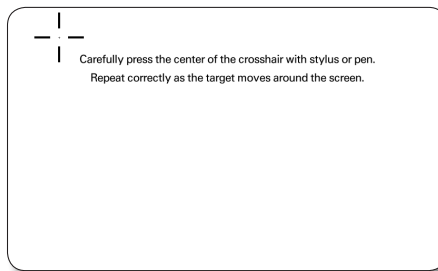 Carefully press the center of the crosshair with stylus or pen.
Repeat correctly as the target moves around the screen.